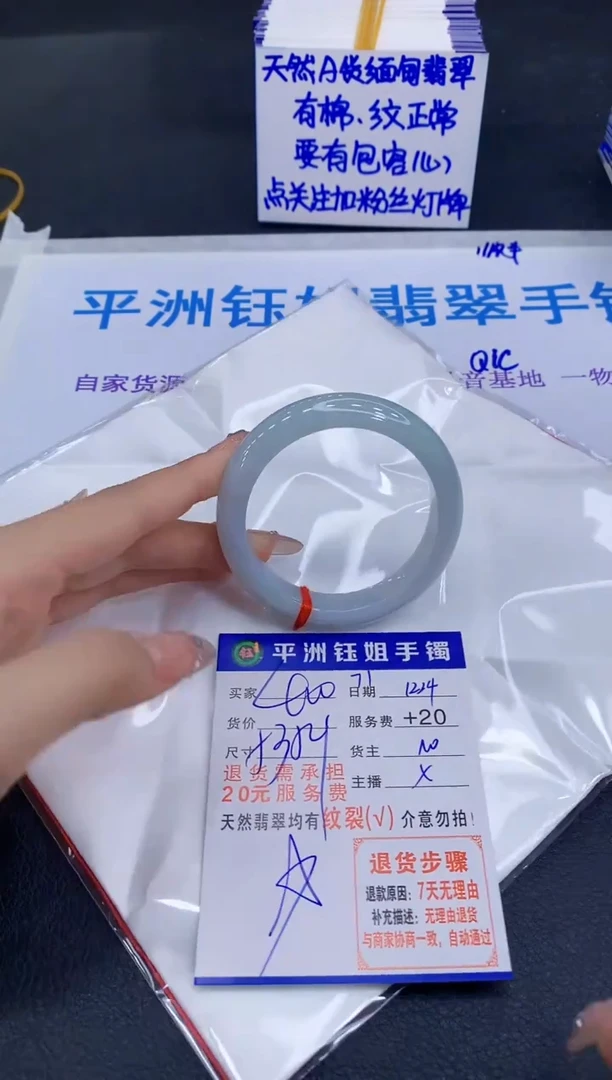 天然A货缅甸翡翠
有棉、纹正常
要有包容心
点关注加粉丝灯牌
平洲钰姐翡翠手镯
QIC
自家货源
音基地 一物
平洲钰姐手镯
买家
日期 1224
货价
服务费 +20
尺寸
货主 No
退货需承担
主播 X
20元服务费
天然翡翠均有纹裂(√) 介意勿拍!
退货步骤
退款原因: 7天无理由
补充描述: 无理由退货
与商家协商一致,自动通过